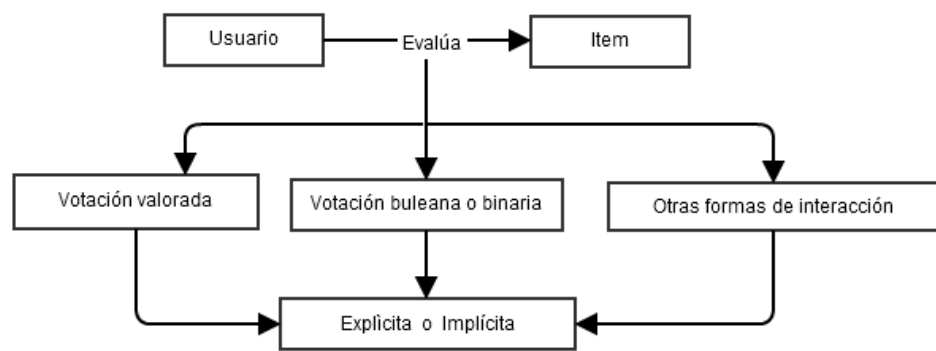 Usuario
Evalúa
Item
Votación valorada
Votación buleana o binaria
Otras formas de interacción
Explìcita o Implícita